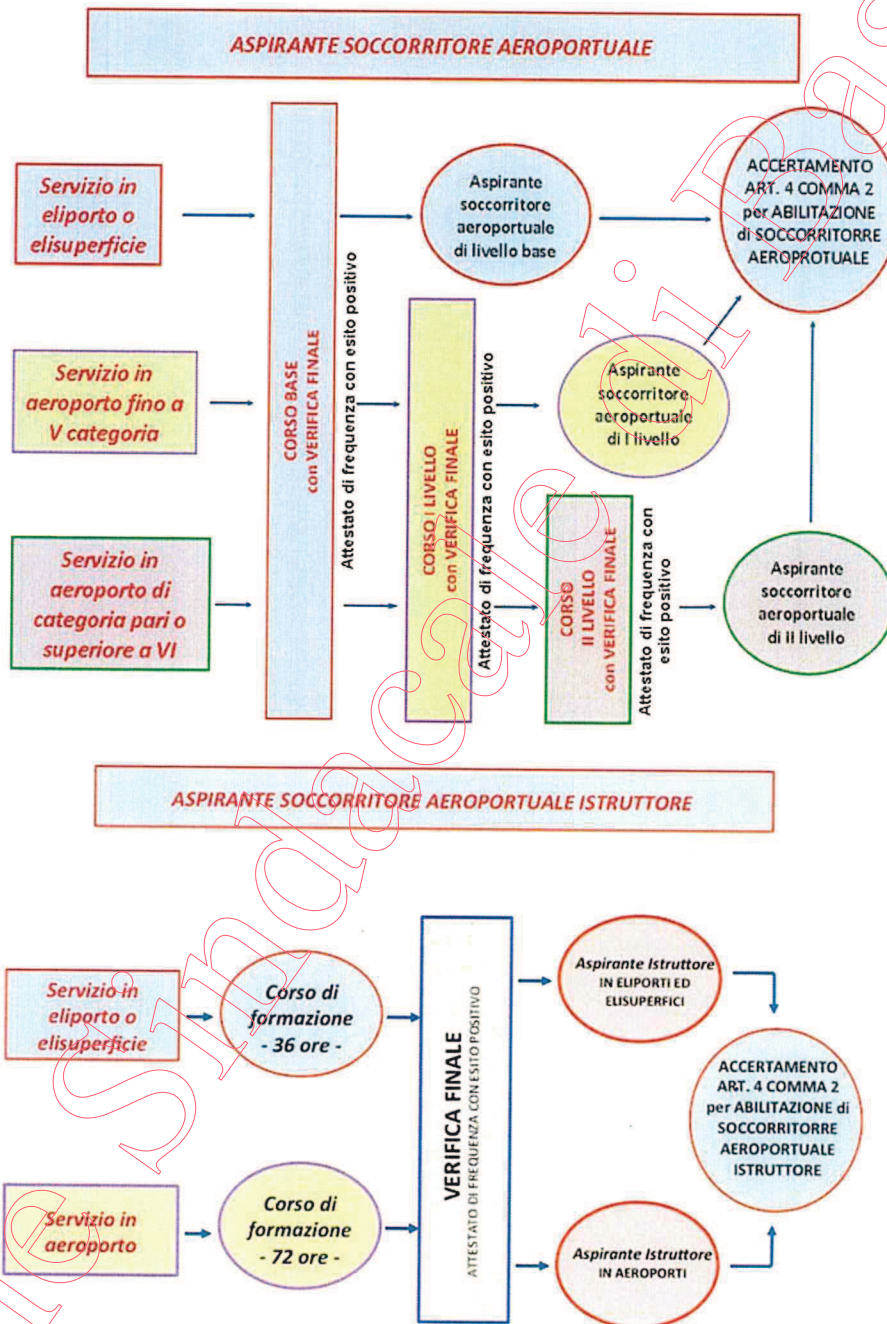 ASPIRANTE SOCCORRITORE AEROPORTUALE
Servizio in
eliporto o
elisuperficie
Servizio in
aeroporto fino a
V categoria
Servizio in
aeroporto di
categoria pari o
superiore a VI
CORSO BASE
con VERIFICA FINALE
Attestato di frequenza con esito positivo
Aspirante
soccorritore
aeroportuale
di livello base
CORSO I LIVELLO
con VERIFICA FINALE
Attestato di frequenza con esito positivo
Aspirante
soccorritore
aeroportuale
di I livello
CORSO
II LIVELLO
con VERIFICA FINALE
Attestato di frequenza con
esito positivo
Aspirante
soccorritore
aeroportuale
di II livello
ACCERTAMENTO
ART. 4 COMMA 2
per ABILITAZIONE
di SOCCORRITORRE
AEROPROTUALE
ASPIRANTE SOCCORRITORE AEROPORTUALE ISTRUTTORE
Servizio in
eliporto o
elisuperficie
Corso di
formazione
- 36 ore -
Servizio in
aeroporto
Corso di
formazione
- 72 ore -
VERIFICA FINALE
ATTESTATO DI FREQUENZA CON ESITO POSITIVO
Aspirante Istruttore
IN ELIPORTI ED
ELISUPERFICI
Aspirante Istruttore
IN AEROPORTI
ACCERTAMENTO
ART. 4 COMMA 2
per ABILITAZIONE di
SOCCORRITORRE
AEROPORTUALE
ISTRUTTORE
Sindacale di Bas